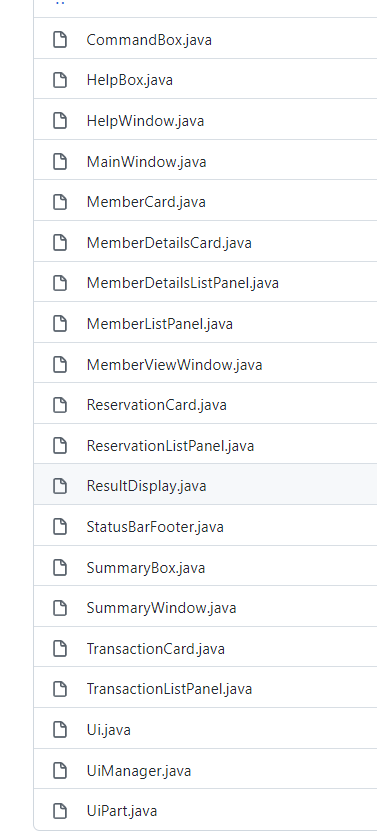 ..
CommandBox.java
HelpBox.java
HelpWindow.java
MainWindow.java
MemberCard.java
MemberDetailsCard.java
MemberDetailsListPanel.java
MemberListPanel.java
MemberViewWindow.java
ReservationCard.java
ReservationListPanel.java
ResultDisplay.java
StatusBarFooter.java
SummaryBox.java
SummaryWindow.java
TransactionCard.java
TransactionListPanel.java
Ui.java
UiManager.java
UiPart.java